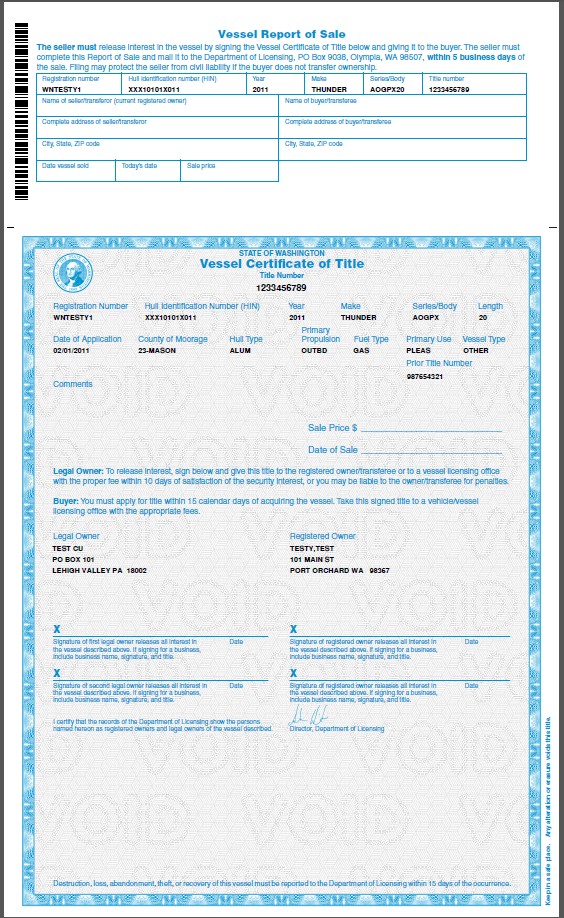 Vessel Report of Sale
The seller must release interest in the vessel by signing the Vessel Certificate of Title below and giving it to the buyer. The seller must
complete this Report of Sale and mail it to the Department of Licensing, PO Box 9038, Olympia, WA 98507, within 5 business days of
the sale. Filing may protect the seller from civil liability if the buyer does not transfer ownership.
Registration number Hull identification number (HIN) Year Make Series/Body Title number
WNTESTY1 XXX10101X011 2011 THUNDER AOGPX20 1233456789
Name of seller/transferor (current registered owner) Name of buyer/transferee
Complete address of seller/transferor Complete address of buyer/transferee
City, State, ZIP code City, State, ZIP code
Date vessel sold Today's date Sale price
STATE OF WASHINGTON
Vessel Certificate of Title
Title Number
1233456789
Registration Number Hull Identification Number (HIN) Year Make Series/Body Length
WNTESTY1 XXX10101X011 2011 THUNDER AOGPX 20
Date of Application County of Moorage Hull Type Primary Propulsion Fuel Type Primary Use Vessel Type
02/01/2011 23-MASON ALUM OUTBD GAS PLEAS OTHER
Prior Title Number
987654321
Comments
Sale Price $
Date of Sale
Legal Owner: To release interest, sign below and give this title to the registered owner/transferee or to a vessel licensing office
with the proper fee within 10 days of satisfaction of the security interest, or you may be liable to the owner/transferee for penalties.
Buyer: You must apply for title within 15 calendar days of acquiring the vessel. Take this signed title to a vehicle/vessel
licensing office with the appropriate fees.
Legal Owner Registered Owner
TEST CU TESTY,TEST
PO BOX 101 101 MAIN ST
LEHIGH VALLEY PA 18002 PORT ORCHARD WA 98367
X X
Signature of first legal owner releases all interest in Date Signature of registered owner releases all interest in Date
the vessel described above. If signing for a business, the vessel described above. If signing for a business,
include business name, signature, and title. include business name, signature, and title.
X X
Signature of second legal owner releases all interest in Date Signature of registered owner releases all interest in Date
the vessel described above. If signing for a business, the vessel described above. If signing for a business,
include business name, signature, and title. include business name, signature, and title.
I certify that the records of the Department of Licensing show the persons
named hereon as registered owners and legal owners of the vessel described. Director, Department of Licensing
Destruction, loss, abandonment, theft, or recovery of this vessel must be reported to the Department of Licensing within 15 days of the occurrence.
Keep in a safe place. Any alteration or erasure voids this title.
VOID